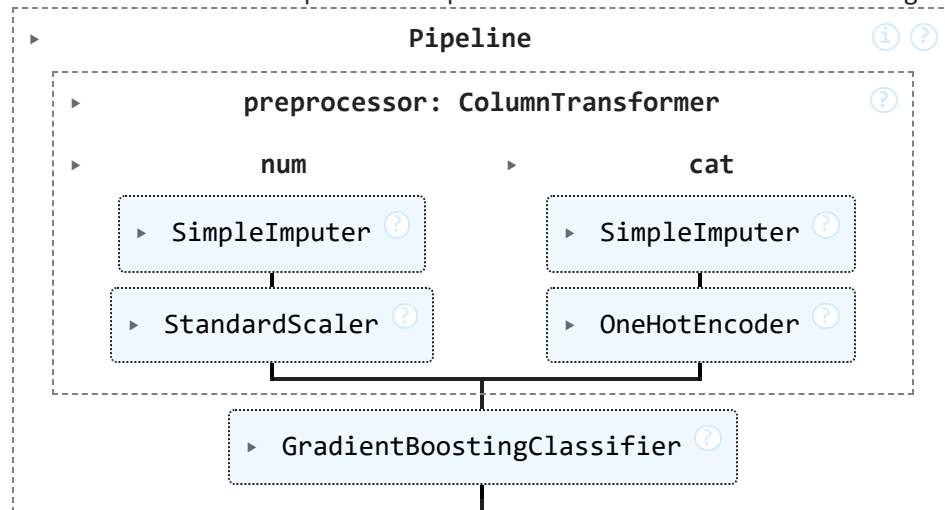 Pipeline i ?
preprocessor: ColumnTransformer ?
num cat
SimpleImputer ? SimpleImputer ?
StandardScaler ? OneHotEncoder ?
GradientBoostingClassifier ?